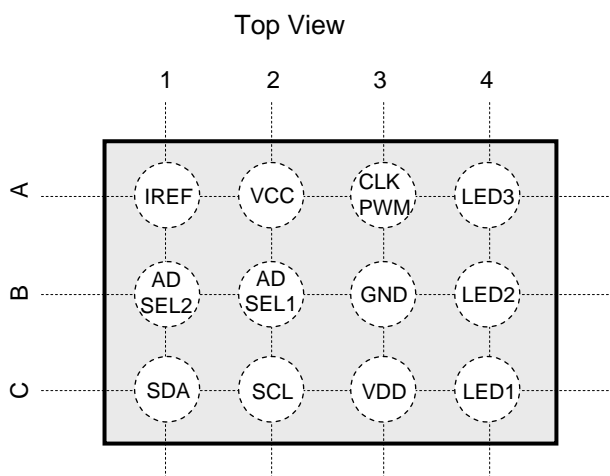 Top View
1 2 3 4
A IREF VCC CLK PWM LED3
B AD SEL2 AD SEL1 GND LED2
C SDA SCL VDD LED1